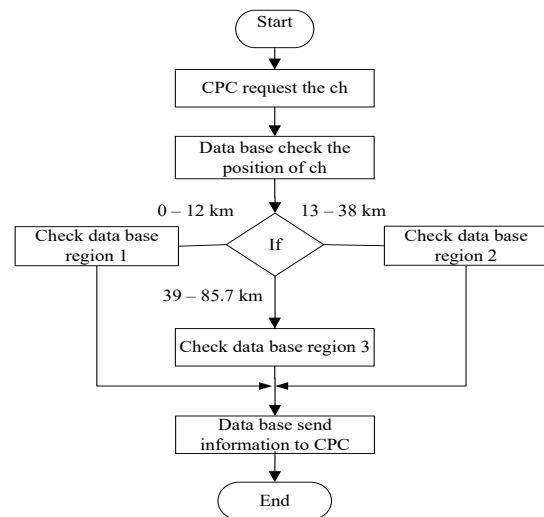 Start
CPC request the ch
Data base check the
position of ch
0 – 12 km
13 – 38 km
Check data base
region 1
If
Check data base
region 2
39 – 85.7 km
Check data base region 3
Data base send
information to CPC
End